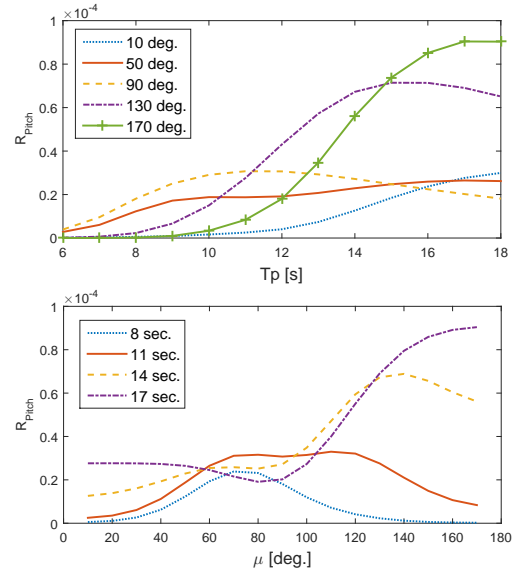 ×10⁻⁴
1
0.8
0.6
0.4
0.2
0
R_Pitch
10 deg.
50 deg.
90 deg.
130 deg.
170 deg.
6 8 10 12 14 16 18
Tp [s]
×10⁻⁴
1
0.8
0.6
0.4
0.2
0
R_Pitch
8 sec.
11 sec.
14 sec.
17 sec.
0 20 40 60 80 100 120 140 160 180
μ [deg.]